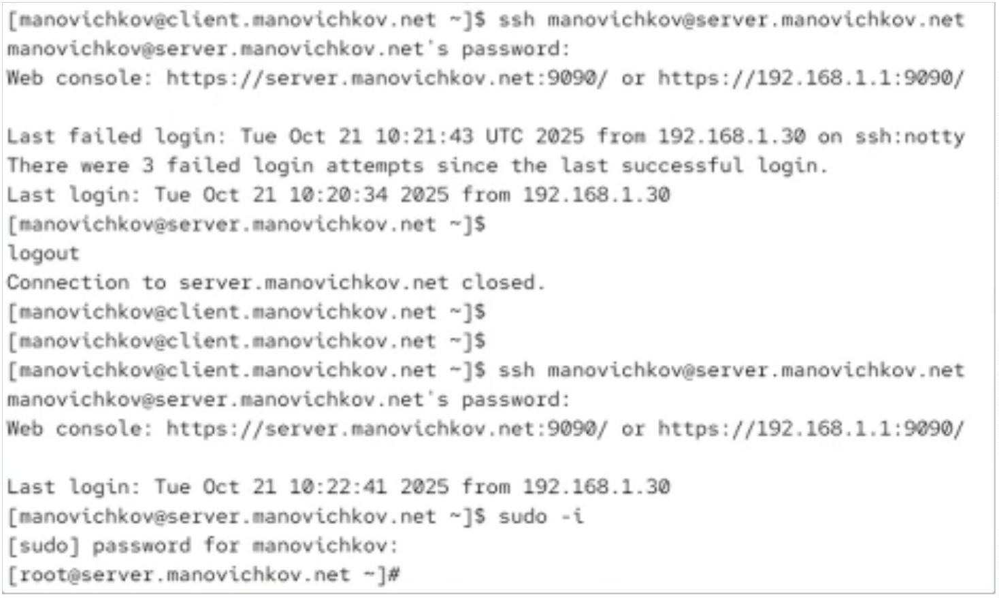 [manovichkov@client.manovichkov.net ~]$ ssh manovichkov@server.manovichkov.net
manovichkov@server.manovichkov.net's password:
Web console: https://server.manovichkov.net:9090/ or https://192.168.1.1:9090/
Last failed login: Tue Oct 21 10:21:43 UTC 2025 from 192.168.1.30 on ssh:notty
There were 3 failed login attempts since the last successful login.
Last login: Tue Oct 21 10:20:34 2025 from 192.168.1.30
[manovichkov@server.manovichkov.net ~]$
logout
Connection to server.manovichkov.net closed.
[manovichkov@client.manovichkov.net ~]$
[manovichkov@client.manovichkov.net ~]$
[manovichkov@client.manovichkov.net ~]$ ssh manovichkov@server.manovichkov.net
manovichkov@server.manovichkov.net's password:
Web console: https://server.manovichkov.net:9090/ or https://192.168.1.1:9090/
Last login: Tue Oct 21 10:22:41 2025 from 192.168.1.30
[manovichkov@server.manovichkov.net ~]$ sudo -i
[sudo] password for manovichkov:
[root@server.manovichkov.net ~]#